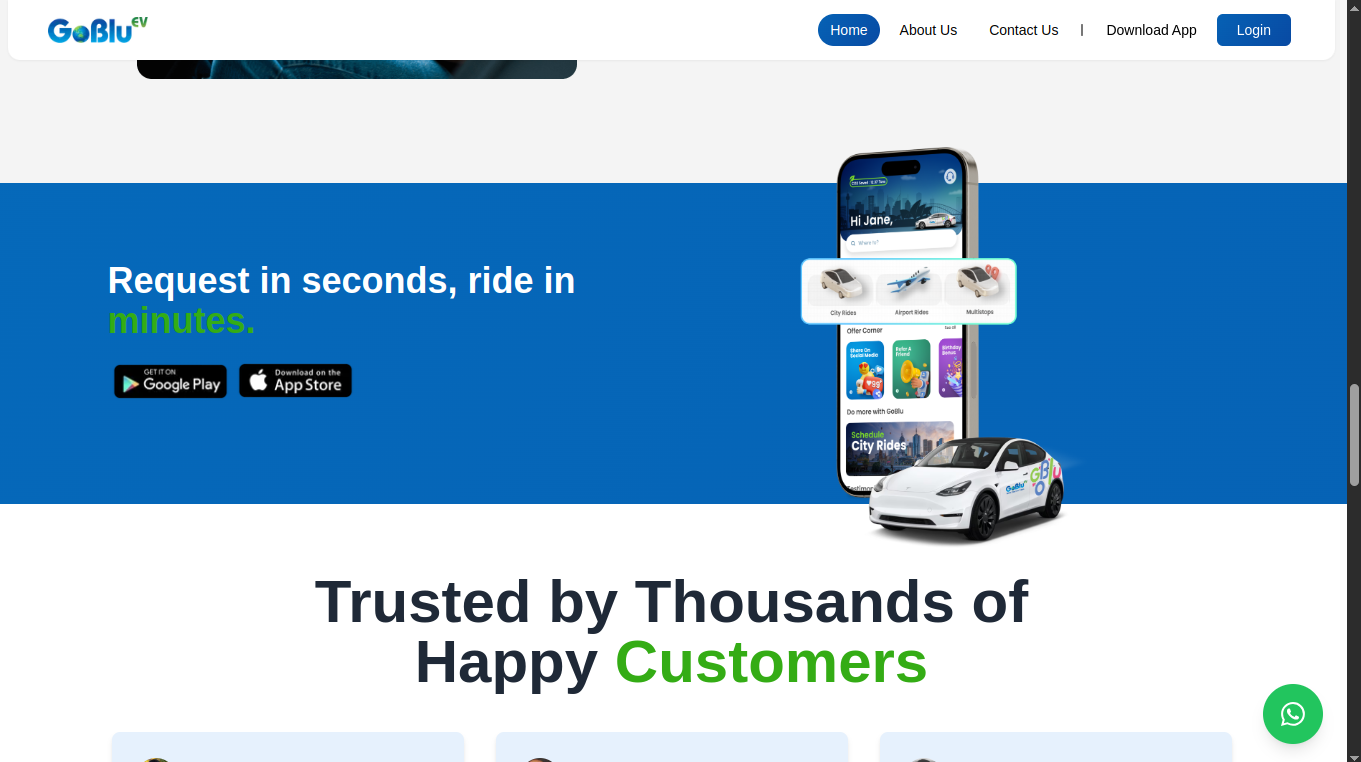 GoBlu EV
Home
About Us
Contact Us
|
Download App
Login
Hi Jane,
Where to?
City Rides
Airport Rides
Multistops
Offer Corner
See all
Share On
Social Media
Refer A
Friend
Birthday
Bonus
Do more with GoBlu
Schedule
City Rides
Request in seconds, ride in
minutes.
GET IT ON
Google Play
Download on the
App Store
GoBlu
GoBlu
Trusted by Thousands of
Happy Customers